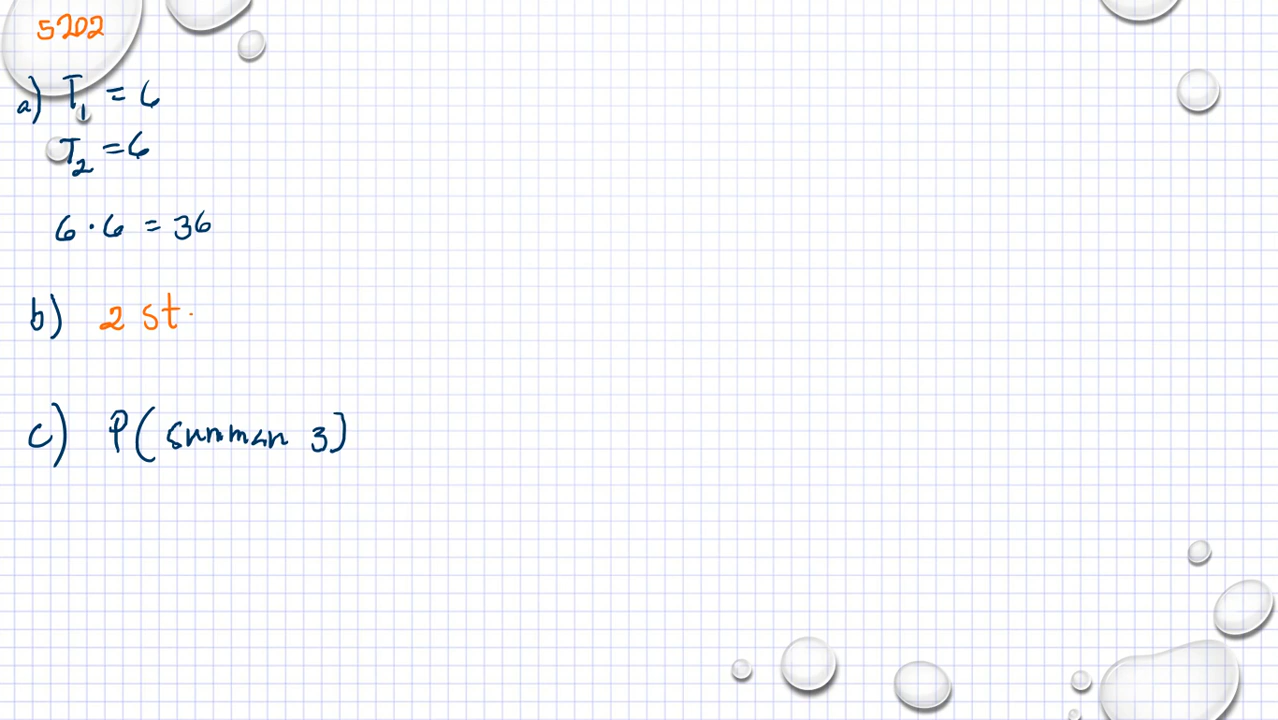 5202
a) T₁ = 6
T₂ = 6
6 · 6 = 36
b) 2 st.
c) P(summan 3)